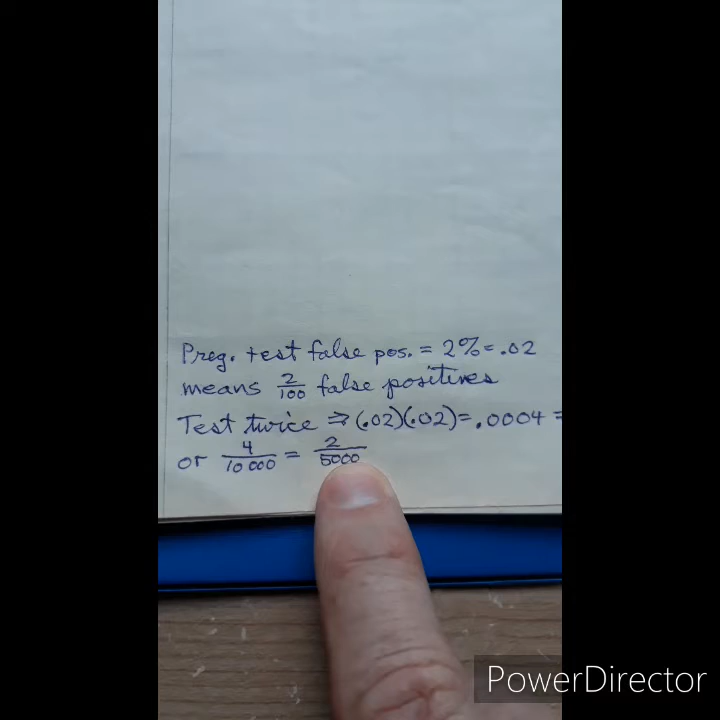 Preg. test false pos. = 2% = .02
means 2/100 false positives
Test twice ⇒ (.02)(.02) = .0004 =
or 4/10 000 = 2/5000
PowerDirector